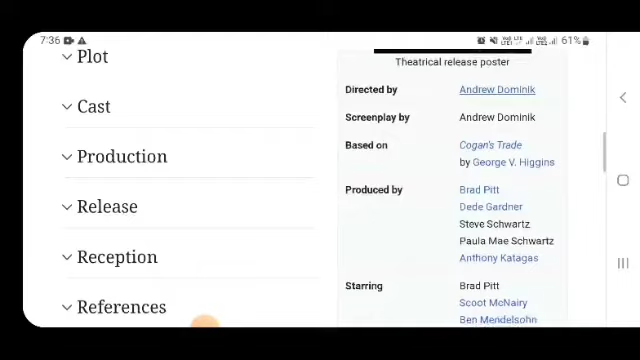 7:36
61%
Plot
Cast
Production
Release
Reception
References
Theatrical release poster
Directed by Andrew Dominik
Screenplay by Andrew Dominik
Based on Cogan's Trade
by George V. Higgins
Produced by Brad Pitt
Dede Gardner
Steve Schwartz
Paula Mae Schwartz
Anthony Katagas
Starring Brad Pitt
Scoot McNairy
Ben Mendelsohn